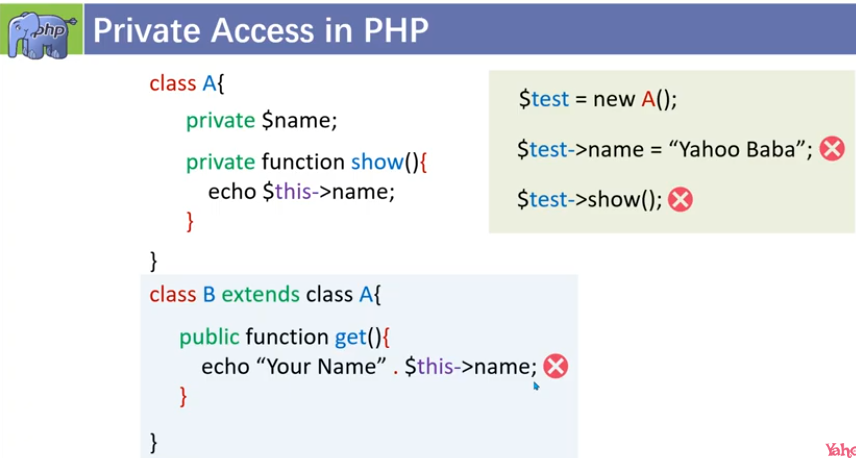 php
Private Access in PHP
class A{
private $name;
private function show(){
echo $this->name;
}
}
$test = new A();
$test->name = “Yahoo Baba”;
$test->show();
class B extends class A{
public function get(){
echo “Your Name” . $this->name;
}
}
Yaho